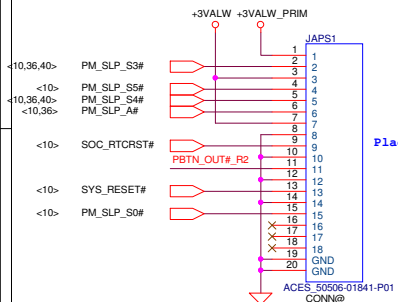 +3VALW +3VALW_PRIM
JAPS1
1 1
<10,36,40> PM_SLP_S3# 2 2
3 3
<10> PM_SLP_S5# 4 4
<10,36,40> PM_SLP_S4# 5 5
<10,36> PM_SLP_A# 6 6
7 7
8 8
<10> SOC_RTCRST# 9 9
10 10
PBTN_OUT#_R2 11 11
12 12
<10> SYS_RESET# 13 13
14 14
<10> PM_SLP_S0# 15 15
16 16
17 17
18 18
19 GND
20 GND
Pla
ACES_50506-01841-P01
CONN@